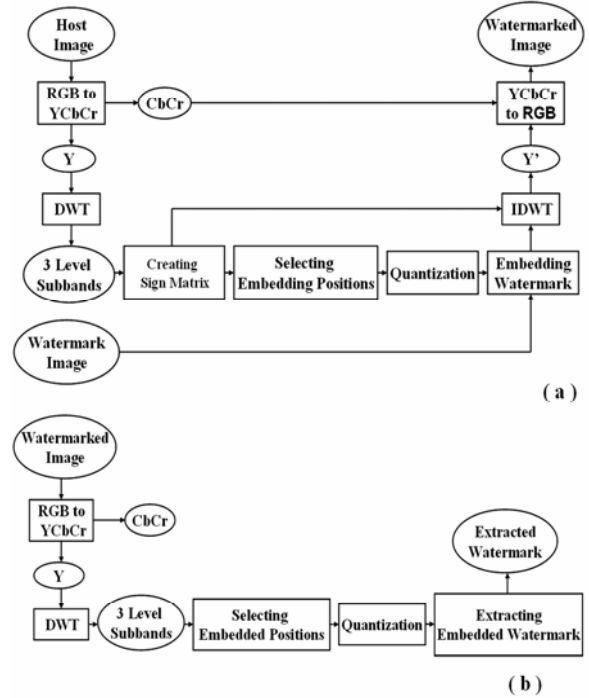 Host
Image
Watermarked
Image
RGB to
YCbCr
CbCr
YCbCr
to RGB
Y
Y'
DWT
IDWT
3 Level
Subbands
Creating
Sign Matrix
Selecting
Embedding Positions
Quantization
Embedding
Watermark
Watermark
Image
( a )
Watermarked
Image
RGB to
YCbCr
CbCr
Extracted
Watermark
Y
DWT
3 Level
Subbands
Selecting
Embedded Positions
Quantization
Extracting
Embedded Watermark
( b )